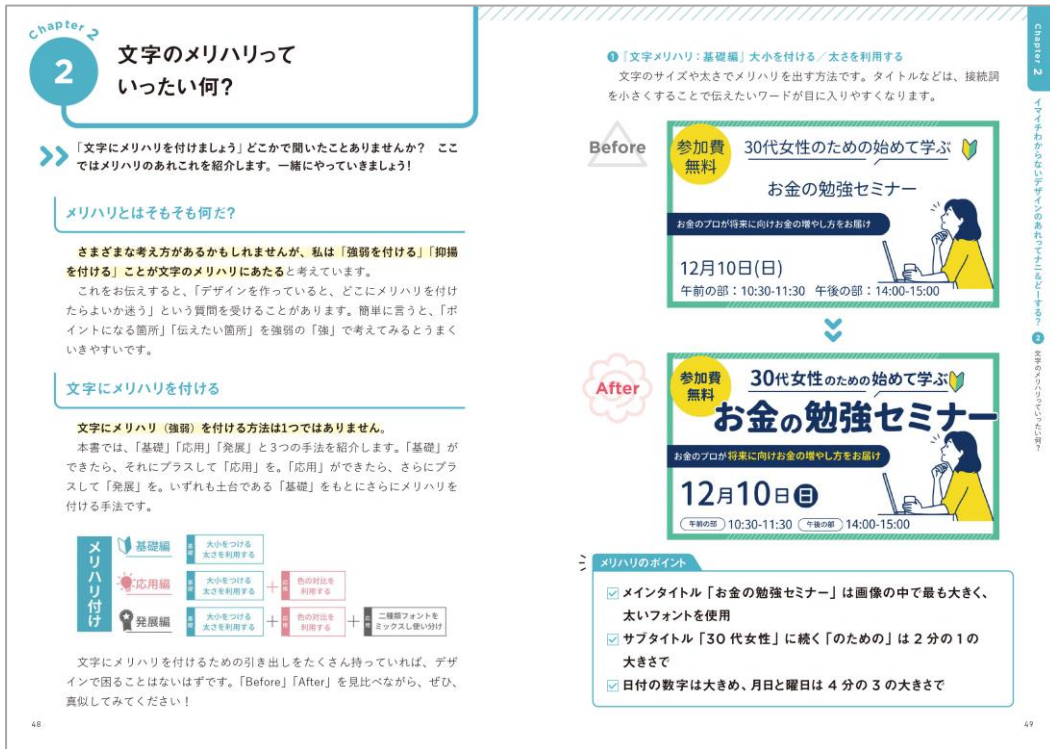 Chapter 2
2
文字のメリハリって
いったい何?
「文字にメリハリを付けましょう」どこかで聞いたことありませんか? ここ
ではメリハリのあれこれを紹介します。一緒にやっていきましょう!
メリハリとはそもそも何だ?
さまざまな考え方があるかもしれませんが、私は「強弱を付ける」「抑揚
を付ける」ことが文字のメリハリにあたると考えています。
これをお伝えすると、「デザインを作っていると、どこにメリハリを付け
たらよいか迷う」という質問を受けることがあります。簡単に言うと、「ポ
イントになる箇所」「伝えたい箇所」を強弱の「強」で考えてみるとうまく
いきやすいです。
文字にメリハリを付ける
文字にメリハリ(強弱)を付ける方法は1つではありません。
本書では、「基礎」「応用」「発展」と3つの手法を紹介します。「基礎」が
できたら、それにプラスして「応用」を。「応用」ができたら、さらにプラ
スして「発展」を。いずれも土台である「基礎」をもとにさらにメリハリを
付ける手法です。
メリハリ付け
基礎編
基礎
大小をつける
太さを利用する
応用編
基礎
大小をつける
太さを利用する
+
応用
色の対比を
利用する
発展編
基礎
大小をつける
太さを利用する
+
応用
色の対比を
利用する
+
二種類フォントを
ミックスし使い分け
文字にメリハリを付けるための引き出しをたくさん持っていれば、デザ
インで困ることはないはずです。「Before」「After」を見比べながら、ぜひ、
真似してみてください!
48
❶『文字メリハリ:基礎編』大小を付ける/太さを利用する
文字のサイズや太さでメリハリを出す方法です。タイトルなどは、接続詞
を小さくすることで伝えたいワードが目に入りやすくなります。
Before
参加費
無料
30代女性のための始めて学ぶ
お金の勉強セミナー
お金のプロが将来に向けお金の増やし方をお届け
12月10日(日)
午前の部:10:30-11:30 午後の部:14:00-15:00
After
参加費
無料
30代女性のための始めて学ぶ
お金の勉強セミナー
お金のプロが将来に向けお金の増やし方をお届け
12月10日日
午前の部 10:30-11:30 午後の部 14:00-15:00
メリハリのポイント
メインタイトル「お金の勉強セミナー」は画像の中で最も大きく、
太いフォントを使用
サブタイトル「30代女性」に続く「のための」は2分の1の
大きさで
日付の数字は大きめ、月日と曜日は4分の3の大きさで
Chapter 2
イマイチわからないデザインのあれってナニ&どーする?
2 文字のメリハリっていったい何?
49